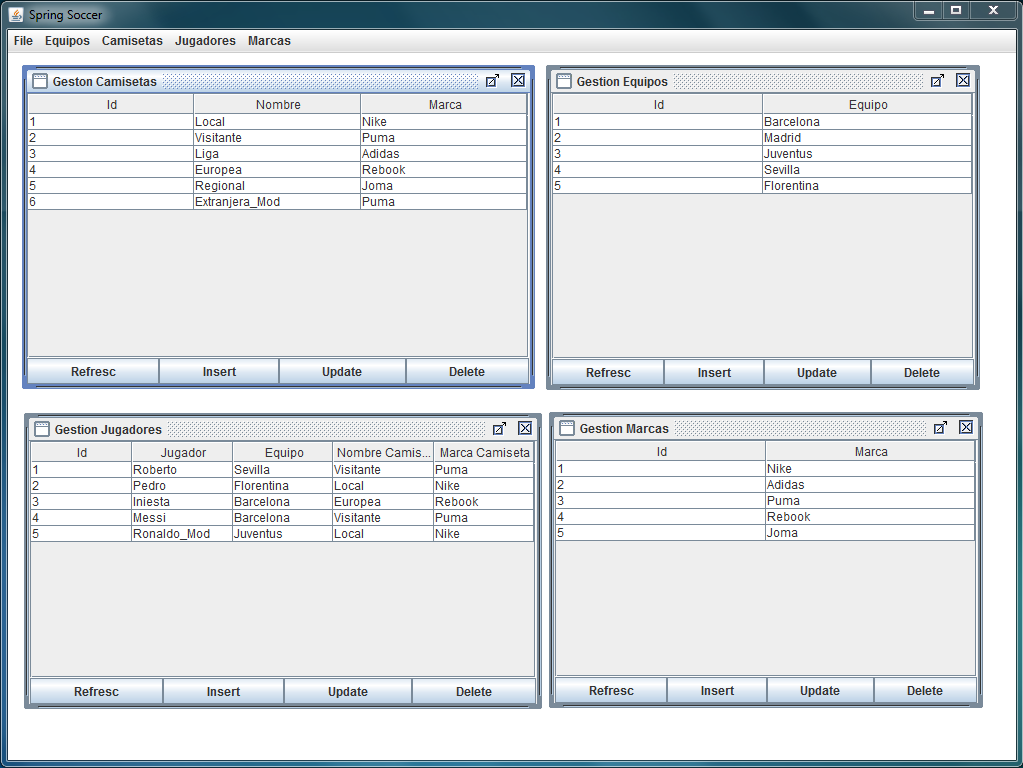 Spring Soccer
File Equipos Camisetas Jugadores Marcas
Geston Camisetas
Id Nombre Marca
1 Local Nike
2 Visitante Puma
3 Liga Adidas
4 Europea Rebook
5 Regional Joma
6 Extranjera_Mod Puma
Refresc Insert Update Delete
Gestion Equipos
Id Equipo
1 Barcelona
2 Madrid
3 Juventus
4 Sevilla
5 Florentina
Refresc Insert Update Delete
Gestion Jugadores
Id Jugador Equipo Nombre Camis... Marca Camiseta
1 Roberto Sevilla Visitante Puma
2 Pedro Florentina Local Nike
3 Iniesta Barcelona Europea Rebook
4 Messi Barcelona Visitante Puma
5 Ronaldo_Mod Juventus Local Nike
Refresc Insert Update Delete
Gestion Marcas
Id Marca
1 Nike
2 Adidas
3 Puma
4 Rebook
5 Joma
Refresc Insert Update Delete